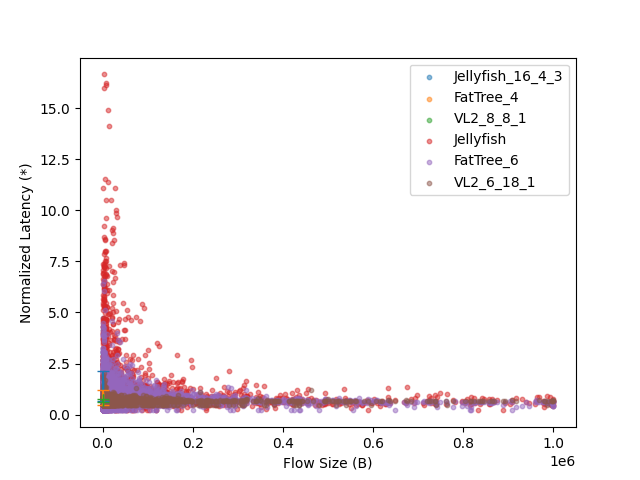 Jellyfish_16_4_3
FatTree_4
VL2_8_8_1
Jellyfish
FatTree_6
VL2_6_18_1
Normalized Latency (*)
15.0
12.5
10.0
7.5
5.0
2.5
0.0
0.0 0.2 0.4 0.6 0.8 1.0
1e6
Flow Size (B)